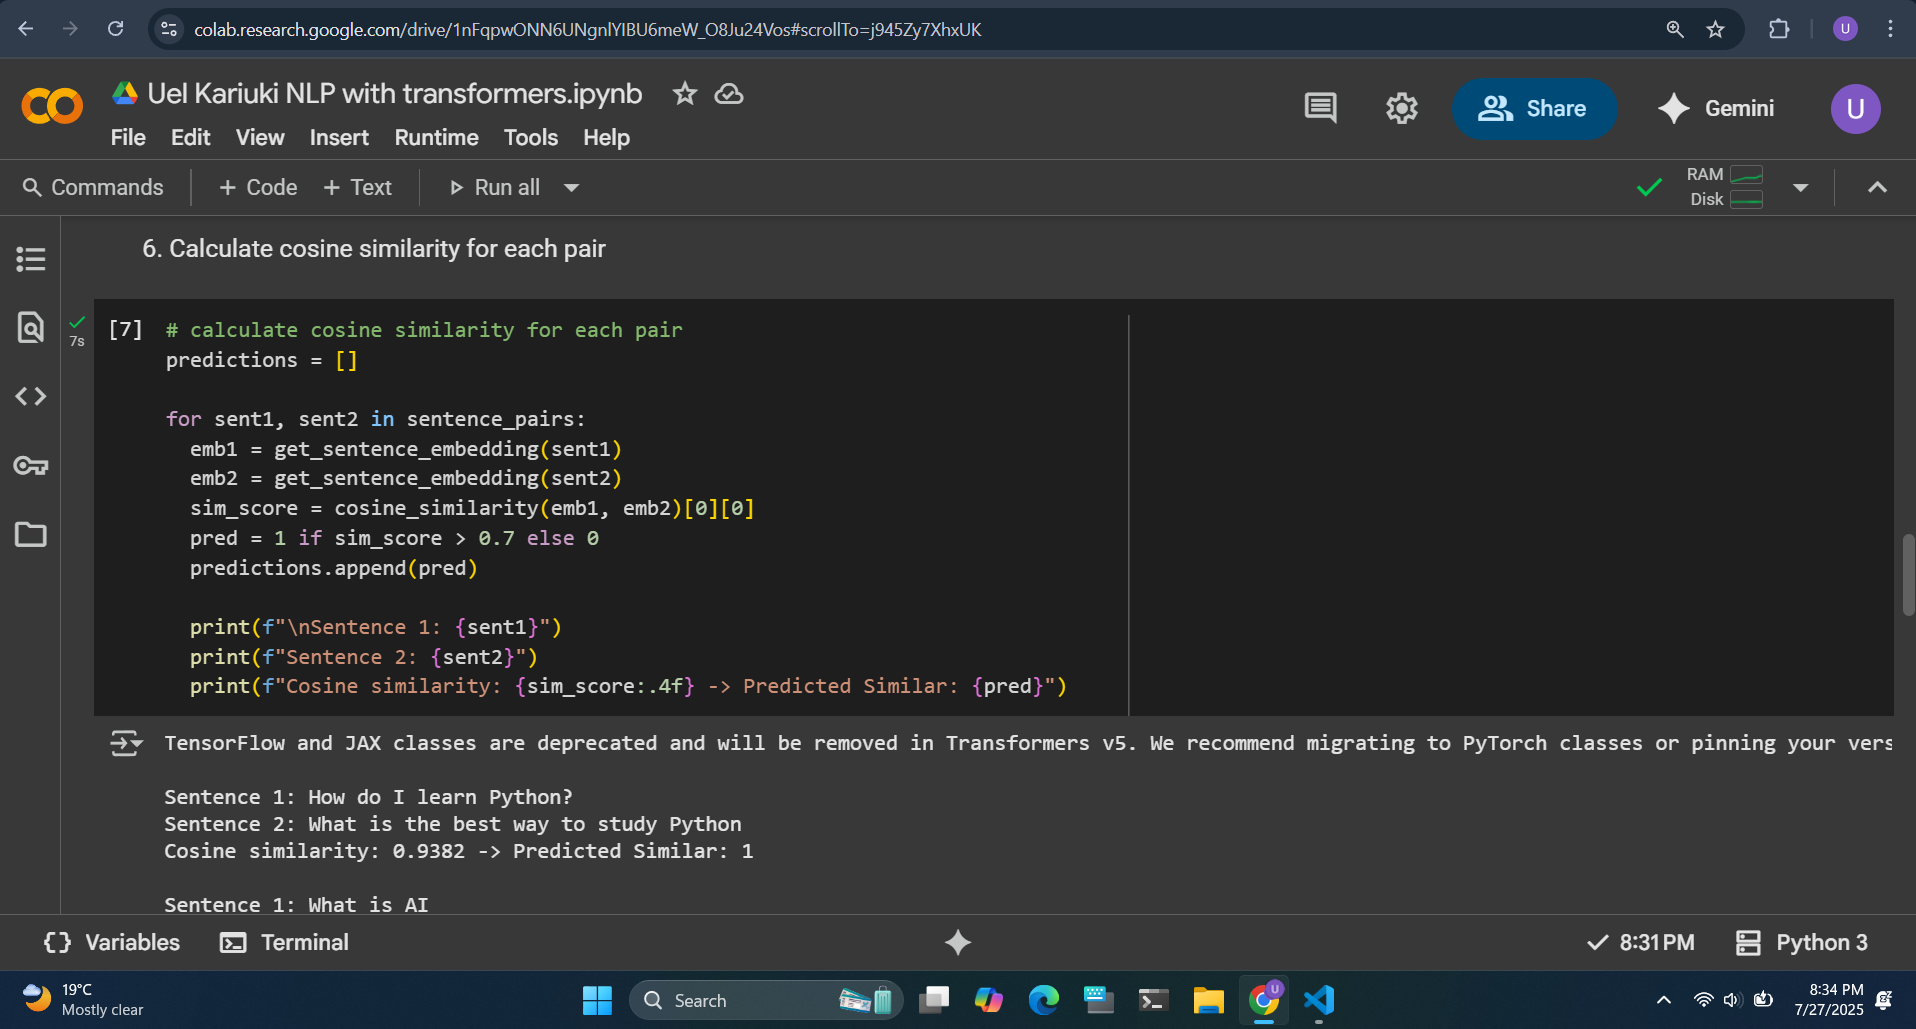 colab.research.google.com/drive/1nFqpwONN6UNgnlYIBU6meW_O8Ju24Vos#scrollTo=j945Zy7XhxUK
U
Uel Kariuki NLP with transformers.ipynb
File Edit View Insert Runtime Tools Help
Share
Gemini
U
Commands
+ Code + Text
Run all
RAM
Disk
6. Calculate cosine similarity for each pair
7s
[7] # calculate cosine similarity for each pair
predictions = []
for sent1, sent2 in sentence_pairs:
emb1 = get_sentence_embedding(sent1)
emb2 = get_sentence_embedding(sent2)
sim_score = cosine_similarity(emb1, emb2)[0][0]
pred = 1 if sim_score > 0.7 else 0
predictions.append(pred)
print(f"\nSentence 1: {sent1}")
print(f"Sentence 2: {sent2}")
print(f"Cosine similarity: {sim_score:.4f} -> Predicted Similar: {pred}")
TensorFlow and JAX classes are deprecated and will be removed in Transformers v5. We recommend migrating to PyTorch classes or pinning your vers
Sentence 1: How do I learn Python?
Sentence 2: What is the best way to study Python
Cosine similarity: 0.9382 -> Predicted Similar: 1
Sentence 1: What is AI
{} Variables
Terminal
8:31 PM
Python 3
19°C
Mostly clear
Search
U
8:34 PM
7/27/2025